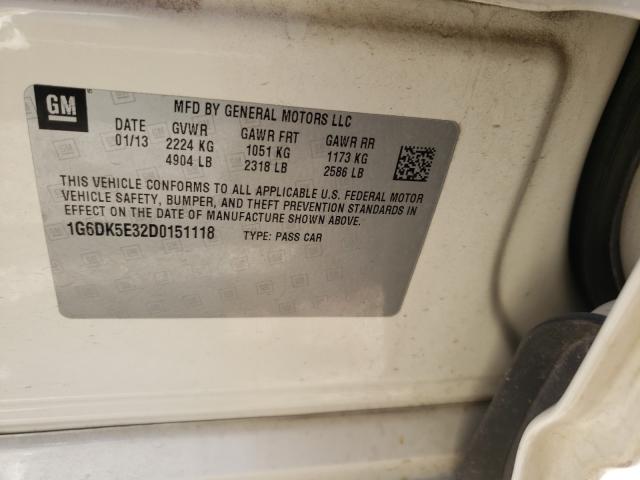 GM
MFD BY GENERAL MOTORS LLC
DATE GVWR GAWR FRT GAWR RR
01/13 2224 KG 1051 KG 1173 KG
4904 LB 2318 LB 2586 LB
THIS VEHICLE CONFORMS TO ALL APPLICABLE U.S. FEDERAL MOTOR
VEHICLE SAFETY, BUMPER, AND THEFT PREVENTION STANDARDS IN
EFFECT ON THE DATE OF MANUFACTURE SHOWN ABOVE.
1G6DK5E32D0151118 TYPE: PASS CAR